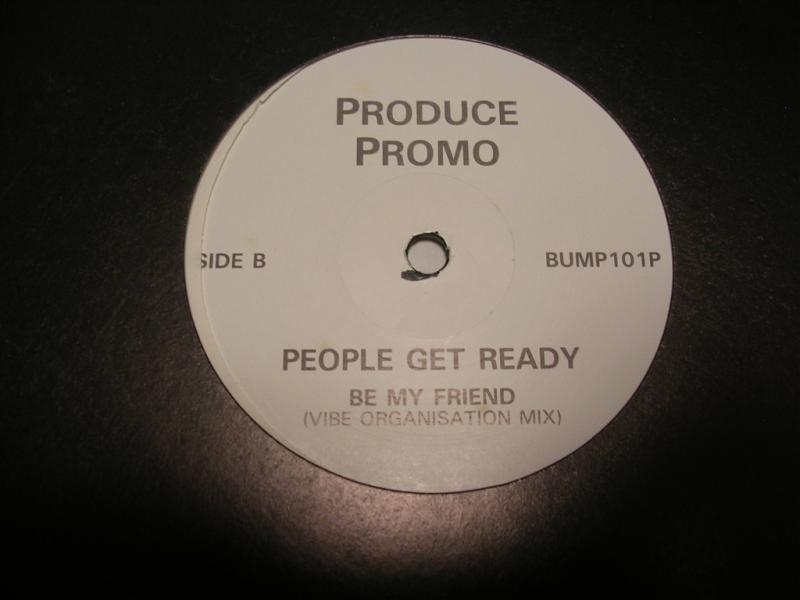 PRODUCE
PROMO
SIDE B
BUMP101P
PEOPLE GET READY
BE MY FRIEND
(VIBE ORGANISATION MIX)